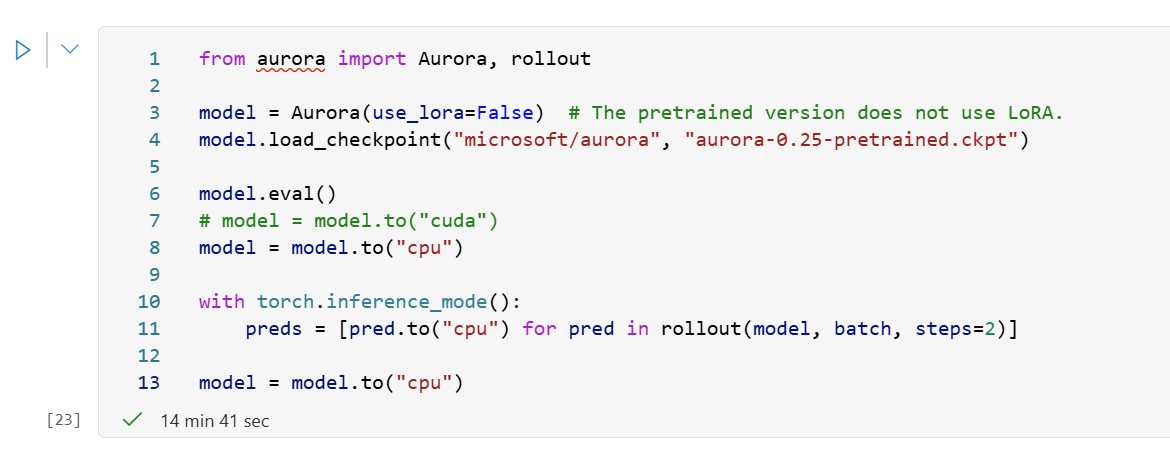 1 from aurora import Aurora, rollout
2
3 model = Aurora(use_lora=False)  # The pretrained version does not use LoRA.
4 model.load_checkpoint("microsoft/aurora", "aurora-0.25-pretrained.ckpt")
5
6 model.eval()
7 # model = model.to("cuda")
8 model = model.to("cpu")
9
10 with torch.inference_mode():
11     preds = [pred.to("cpu") for pred in rollout(model, batch, steps=2)]
12
13 model = model.to("cpu")
[23] 14 min 41 sec